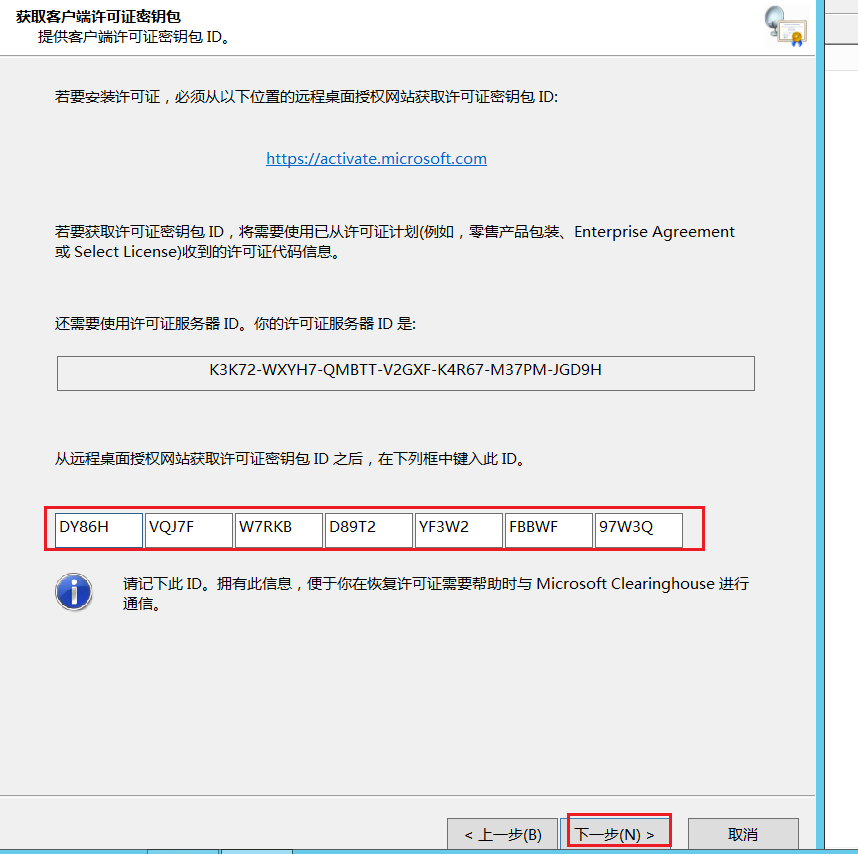 获取客户端许可证密钥包
提供客户端许可证密钥包 ID。
若要安装许可证，必须从以下位置的远程桌面授权网站获取许可证密钥包 ID:
https://activate.microsoft.com
若要获取许可证密钥包 ID，将需要使用已从许可证计划(例如，零售产品包装、Enterprise Agreement
或 Select License)收到的许可证代码信息。
还需要使用许可证服务器 ID。你的许可证服务器 ID 是:
K3K72-WXYH7-QMBTT-V2GXF-K4R67-M37PM-JGD9H
从远程桌面授权网站获取许可证密钥包 ID 之后，在下列框中键入此 ID。
DY86H VQJ7F W7RKB D89T2 YF3W2 FBBWF 97W3Q
请记下此 ID。拥有此信息，便于你在恢复许可证需要帮助时与 Microsoft Clearinghouse 进行
通信。
< 上一步(B) 下一步(N) > 取消